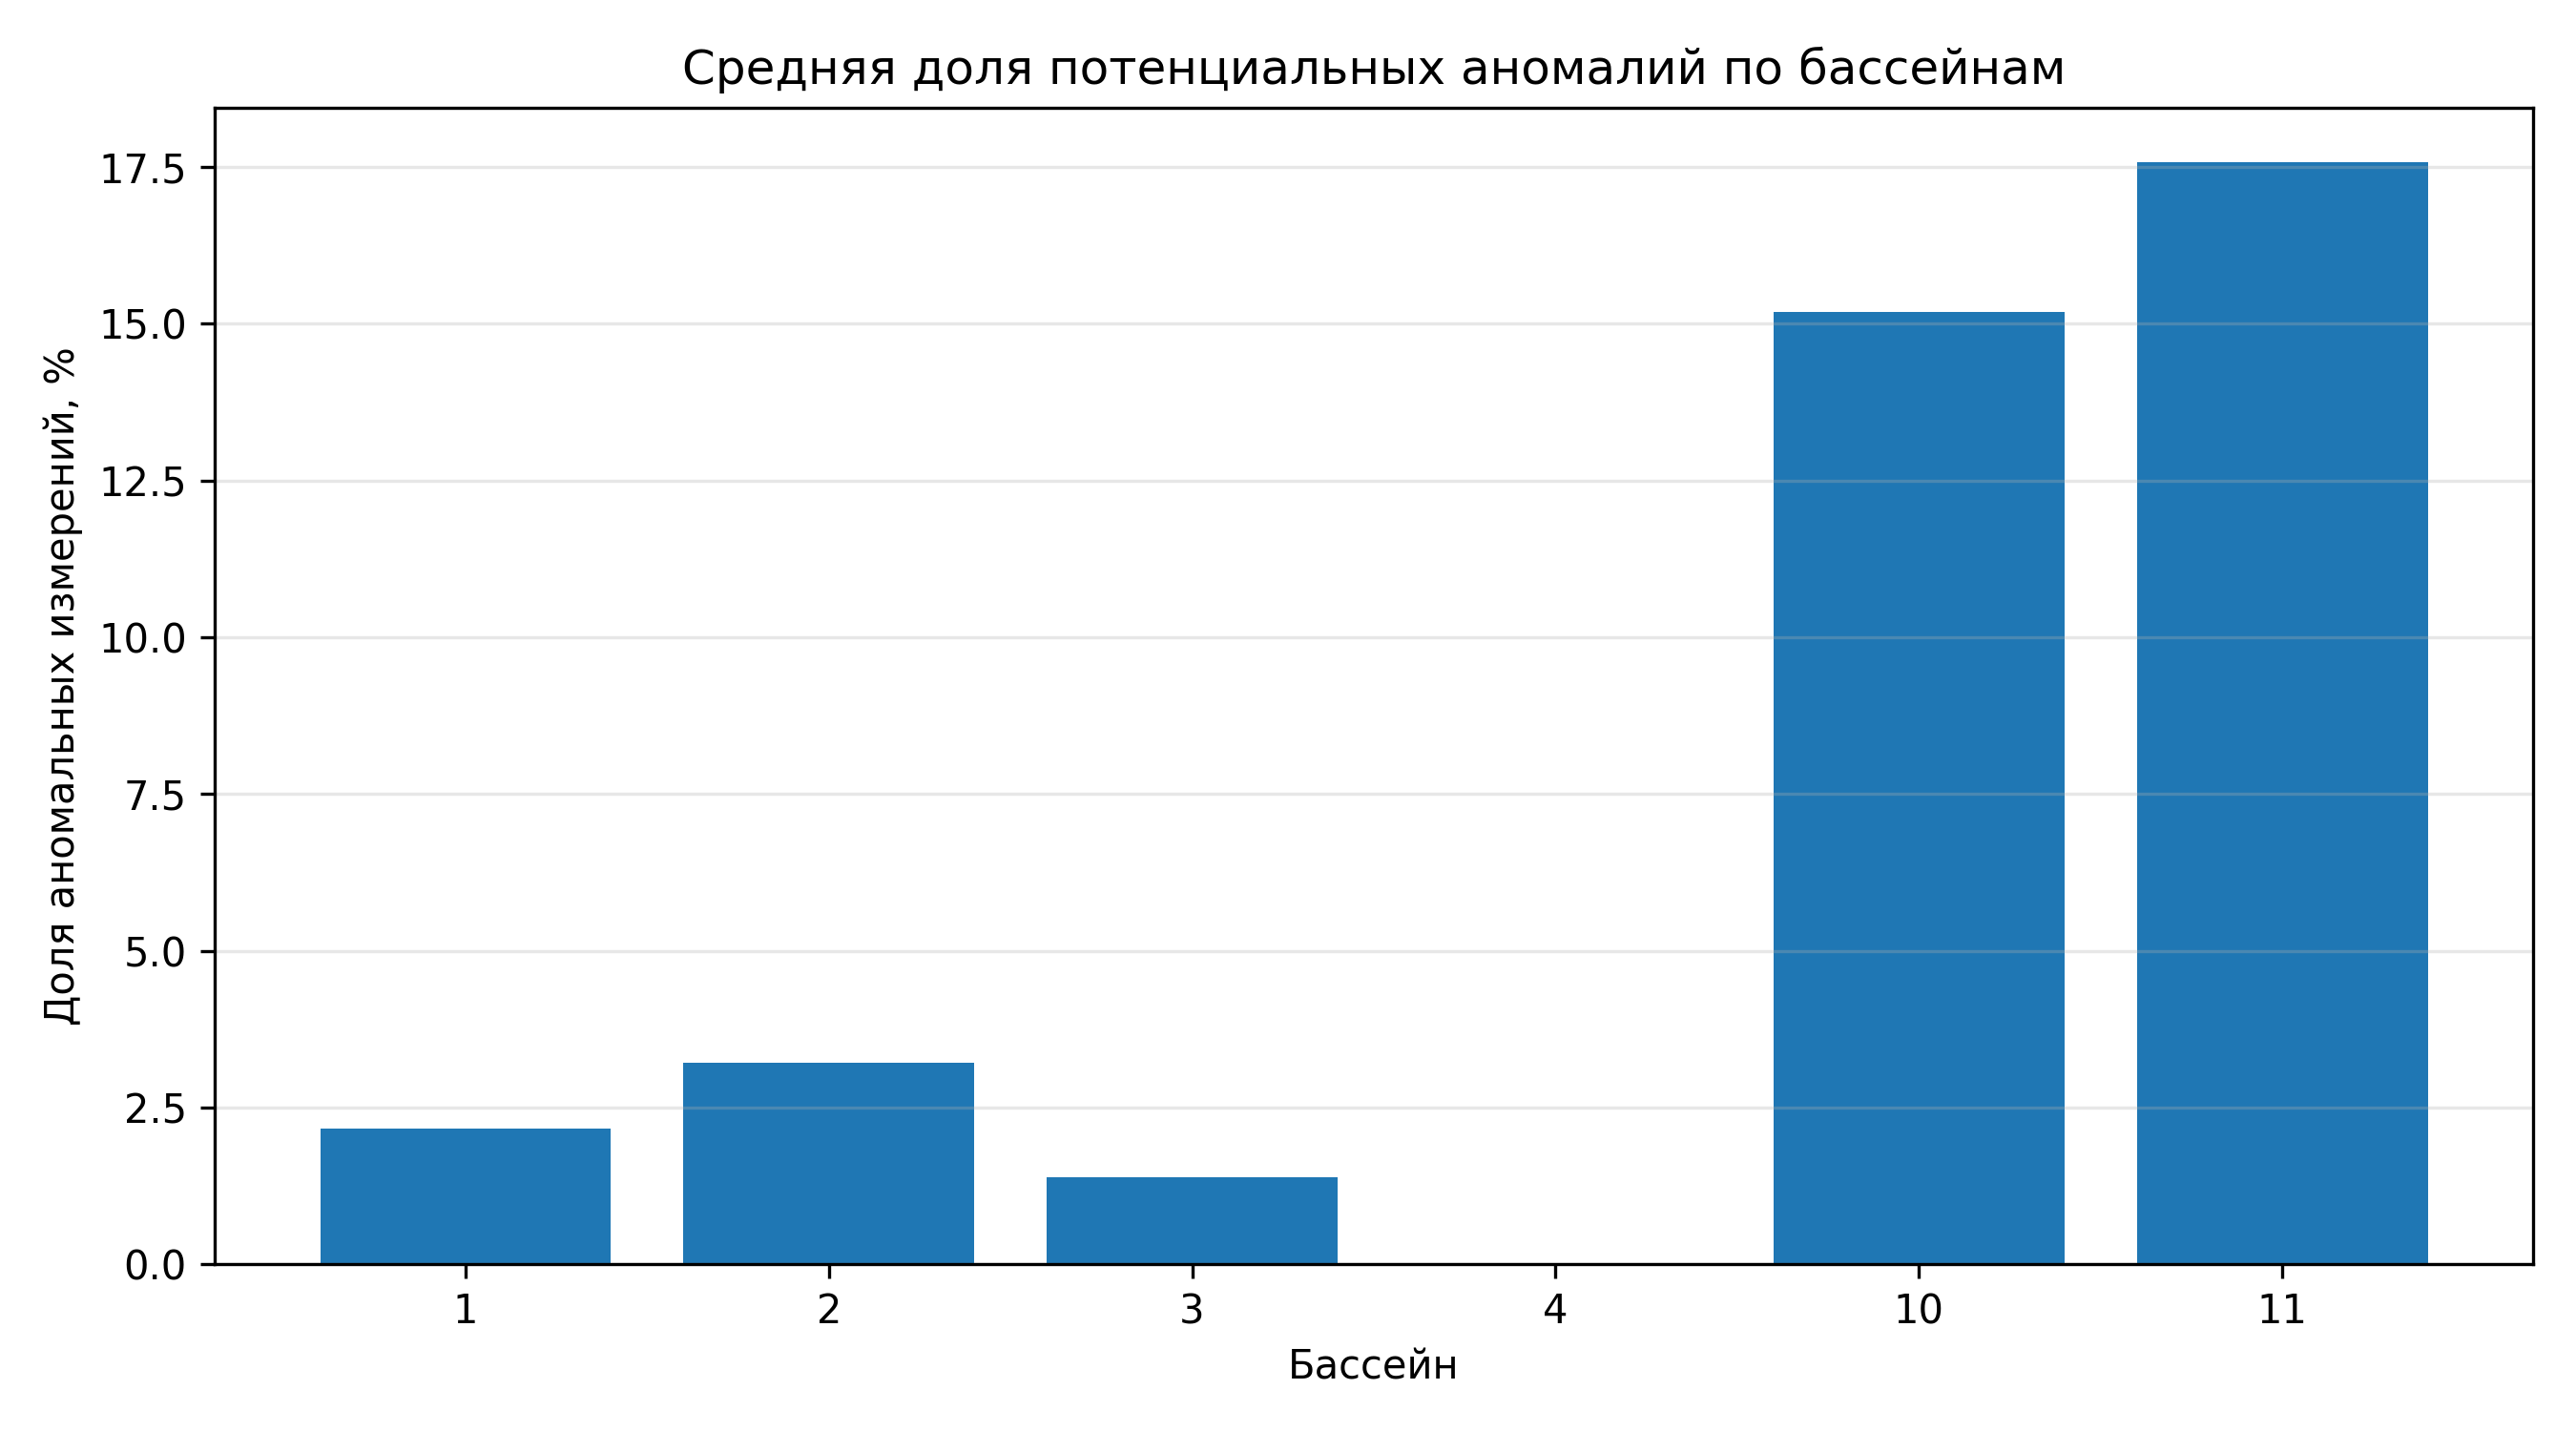 Средняя доля потенциальных аномалий по бассейнам
Доля аномальных измерений, %
17.5
15.0
12.5
10.0
7.5
5.0
2.5
0.0
1 2 3 4 10 11
Бассейн